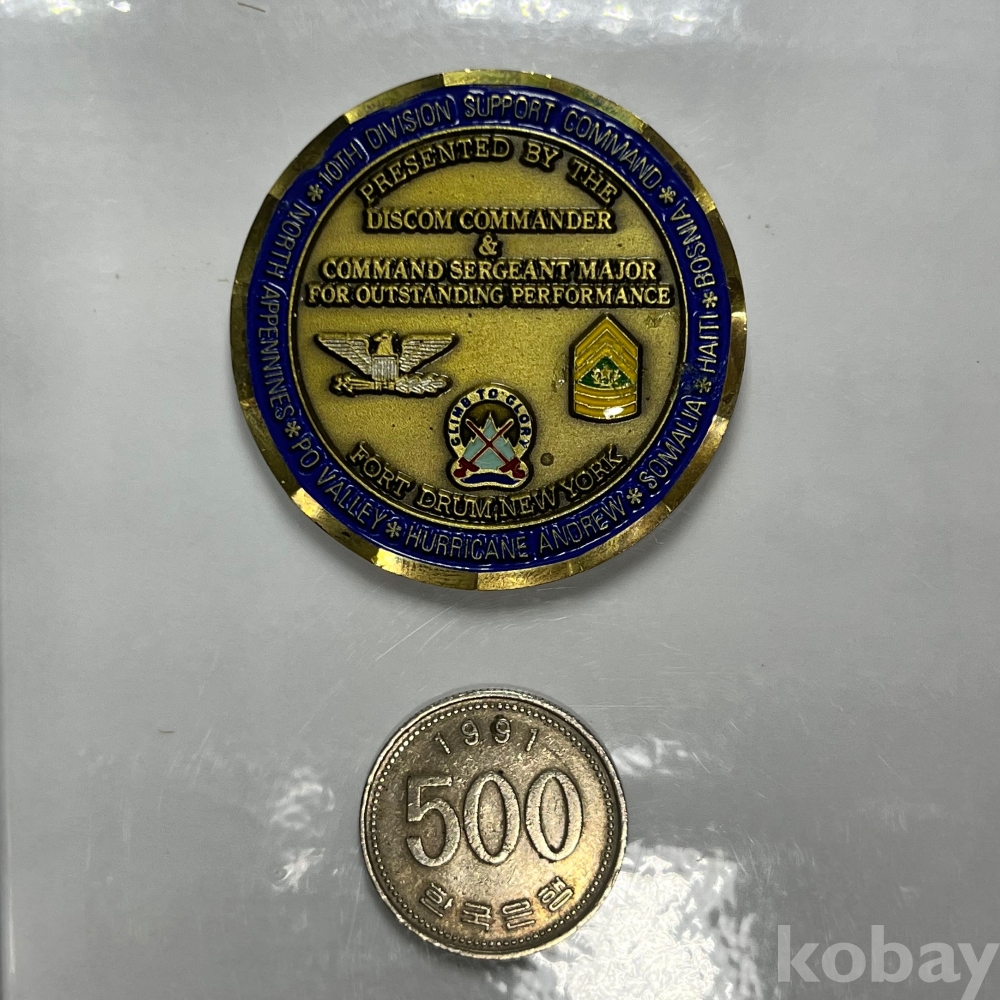 10TH DIVISION SUPPORT COMMAND * BOSNIA * HAITI * SOMALIA * HURRICANE ANDREW * PO VALLEY * NORTH APPENNINES *
PRESENTED BY THE
DISCOM COMMANDER
&
COMMAND SERGEANT MAJOR
FOR OUTSTANDING PERFORMANCE
CLIMB TO GLORY
FORT DRUM, NEW YORK
1991
500
한국은행
kobay